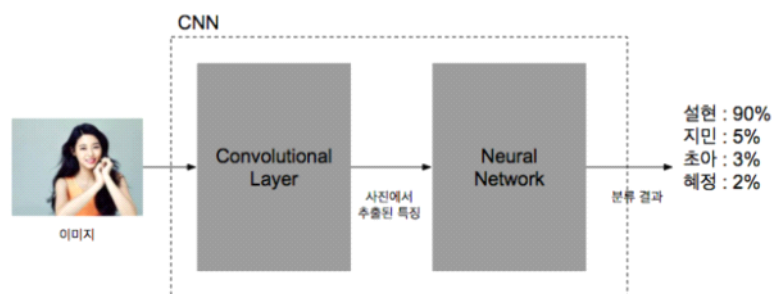 CNN
Convolutional
Layer
Neural
Network
이미지
사진에서
추출된 특징
분류 결과
설현 : 90%
지민 : 5%
초아 : 3%
혜정 : 2%